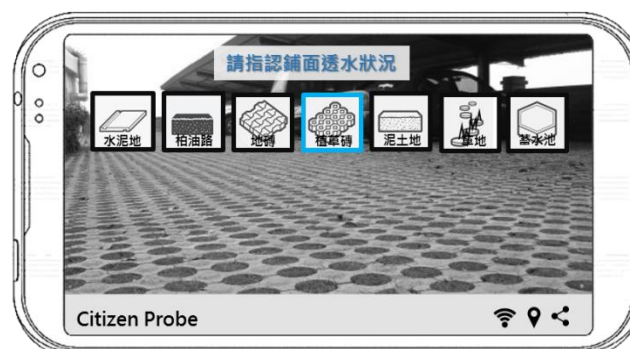 請指認鋪面透水狀況
水泥地
柏油路
地磚
植草磚
泥土地
草地
蓄水池
Citizen Probe